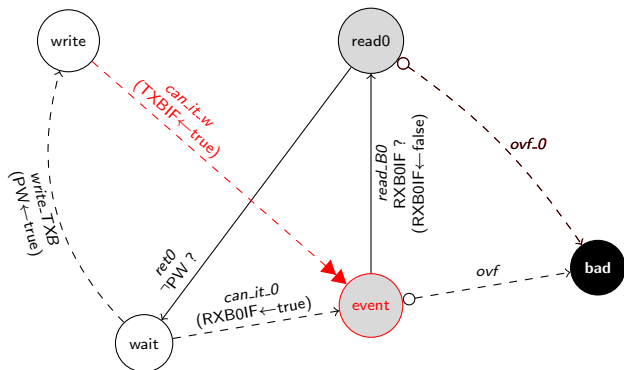 write
read0
can_it_w
(TXBIF←true)
ovf_0
read_B0
RXB0IF ?
(RXB0IF←false)
write_TXB
(PW←true)
ret0
¬PW ?
bad
ovf
can_it_0
(RXB0IF←true)
event
wait